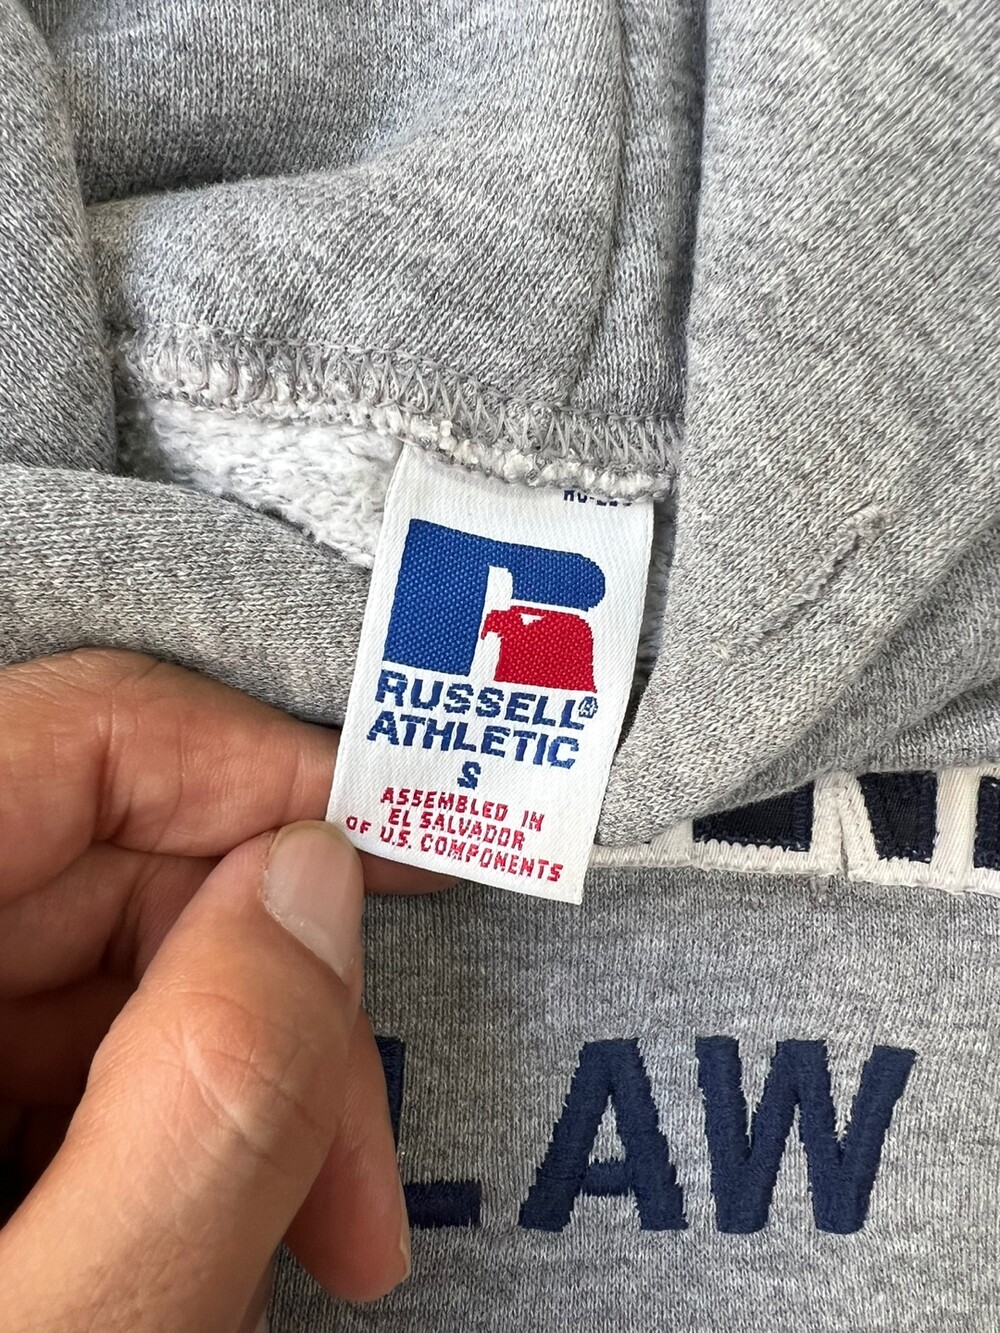 RUSSELL®
ATHLETIC
S
ASSEMBLED IN
EL SALVADOR
OF U.S. COMPONENTS
LAW